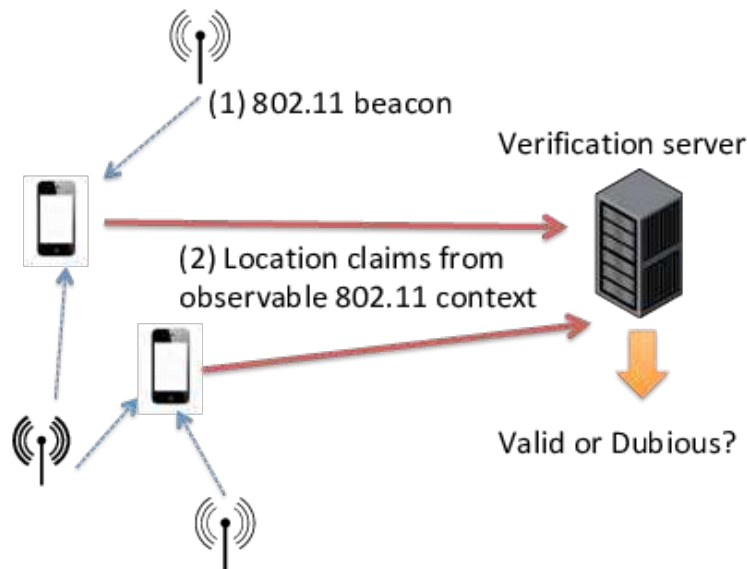 (1) 802.11 beacon
Verification server
(2) Location claims from
observable 802.11 context
Valid or Dubious?